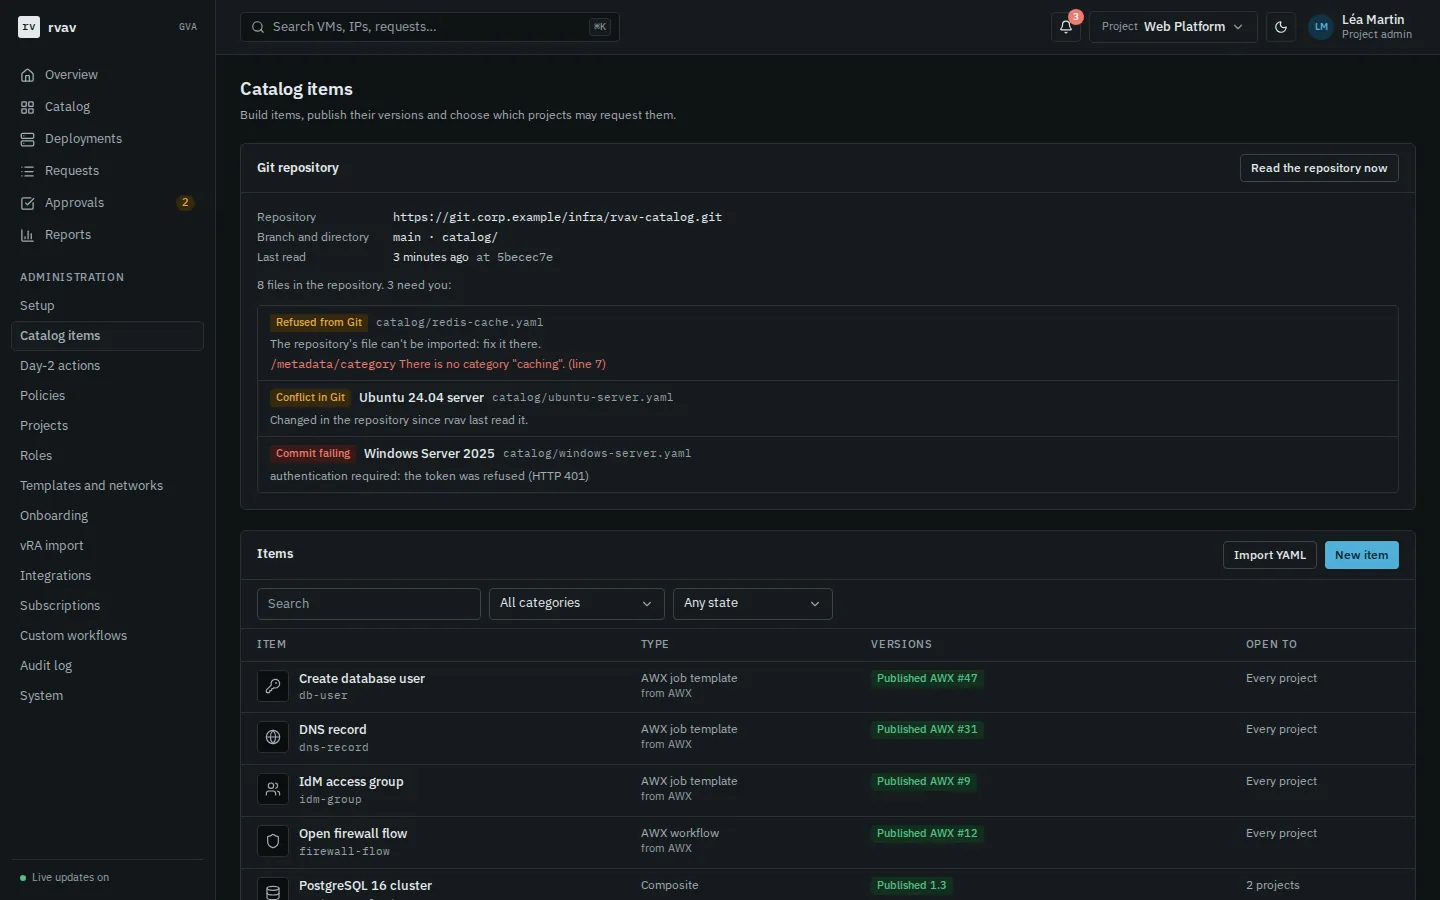 rv rvav GVA
Search VMs, IPs, requests... ⌘K
3
Project Web Platform
LM
Léa Martin
Project admin
Overview
Catalog
Deployments
Requests
Approvals 2
Reports
ADMINISTRATION
Setup
Catalog items
Day-2 actions
Policies
Projects
Roles
Templates and networks
Onboarding
vRA import
Integrations
Subscriptions
Custom workflows
Audit log
System
Live updates on
Catalog items
Build items, publish their versions and choose which projects may request them.
Git repository
Read the repository now
Repository https://git.corp.example/infra/rvav-catalog.git
Branch and directory main · catalog/
Last read 3 minutes ago at 5becec7e
8 files in the repository. 3 need you:
Refused from Git catalog/redis-cache.yaml
The repository's file can't be imported: fix it there.
/metadata/category There is no category "caching". (line 7)
Conflict in Git Ubuntu 24.04 server catalog/ubuntu-server.yaml
Changed in the repository since rvav last read it.
Commit failing Windows Server 2025 catalog/windows-server.yaml
authentication required: the token was refused (HTTP 401)
Items
Import YAML
New item
Search
All categories
Any state
ITEM TYPE VERSIONS OPEN TO
Create database user AWX job template Published AWX #47 Every project
db-user from AWX
DNS record AWX job template Published AWX #31 Every project
dns-record from AWX
IdM access group AWX job template Published AWX #9 Every project
idm-group from AWX
Open firewall flow AWX workflow Published AWX #12 Every project
firewall-flow from AWX
PostgreSQL 16 cluster Composite Published 1.3 2 projects